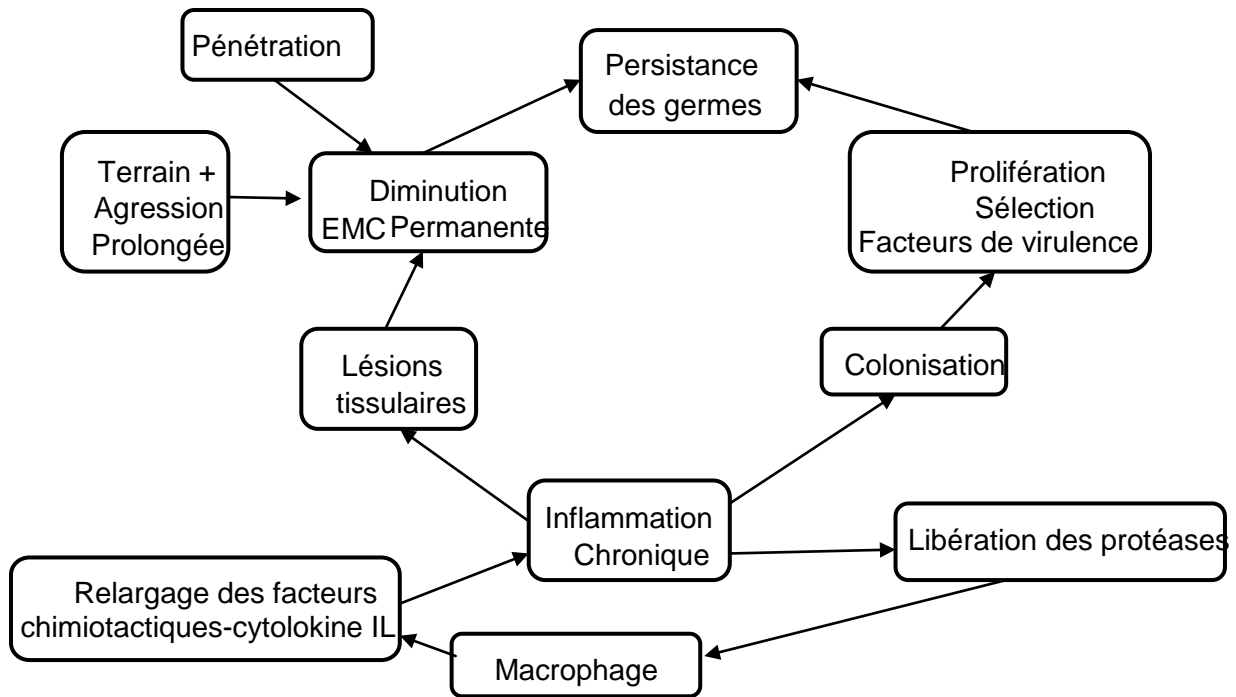 Pénétration
Persistance
des germes
Terrain +
Agression
Prolongée
Diminution
EMC Permanente
Prolifération
Sélection
Facteurs de virulence
Lésions
tissulaires
Colonisation
Inflammation
Chronique
Libération des protéases
Relargage des facteurs
chimiotactiques-cytolokine IL
Macrophage